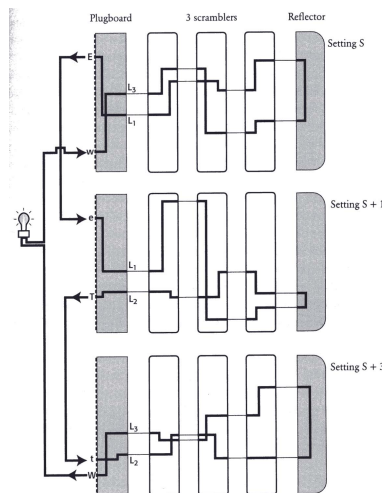 Plugboard 3 scramblers Reflector
Setting S
E
L₃
L₁
w
Setting S + 1
e
L₁
T
L₂
Setting S + 3
L₃
t
L₂
W